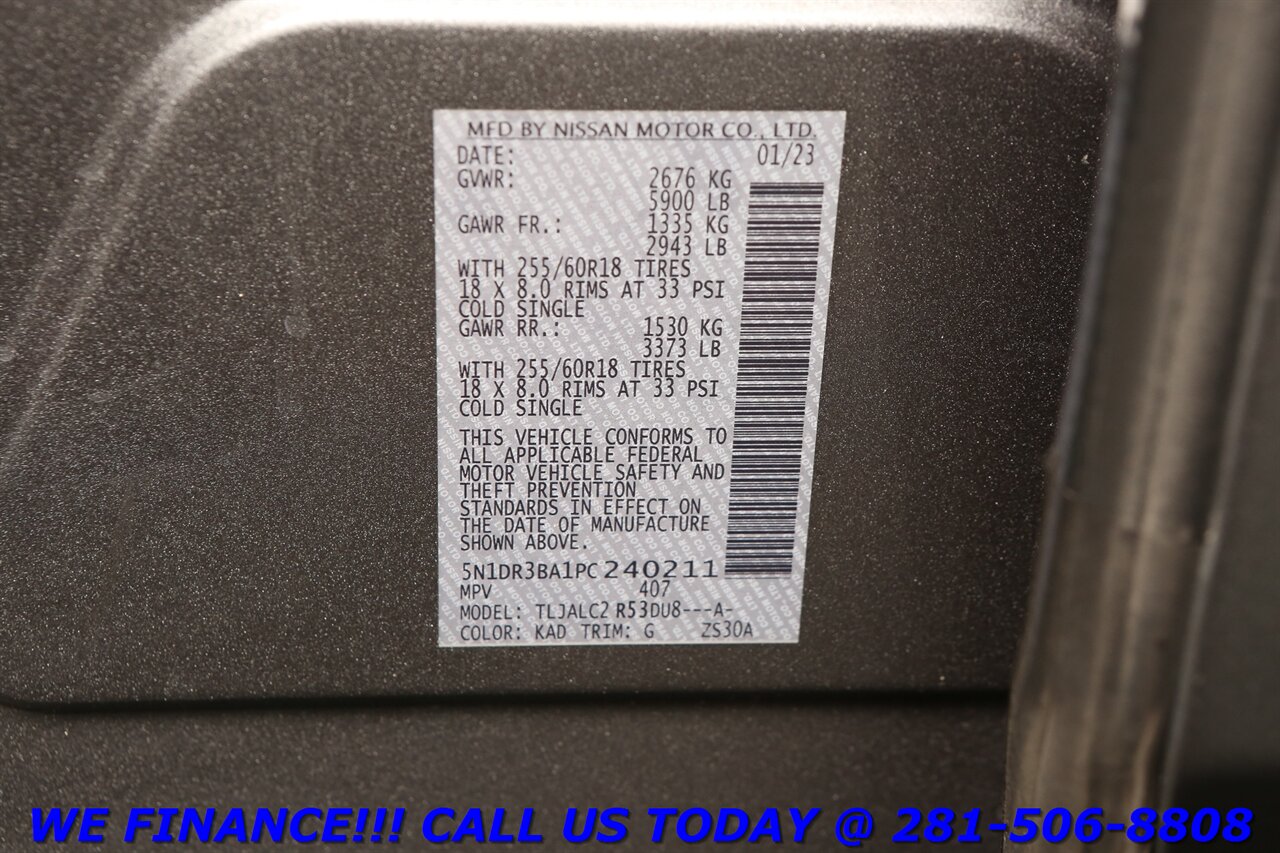 MFD BY NISSAN MOTOR CO., LTD.
DATE: 01/23
GVWR: 2676 KG
5900 LB
GAWR FR.: 1335 KG
2943 LB
WITH 255/60R18 TIRES
18 X 8.0 RIMS AT 33 PSI
COLD SINGLE
GAWR RR.: 1530 KG
3373 LB
WITH 255/60R18 TIRES
18 X 8.0 RIMS AT 33 PSI
COLD SINGLE
THIS VEHICLE CONFORMS TO
ALL APPLICABLE FEDERAL
MOTOR VEHICLE SAFETY AND
THEFT PREVENTION
STANDARDS IN EFFECT ON
THE DATE OF MANUFACTURE
SHOWN ABOVE.
5N1DR3BA1PC240211
MPV 407
MODEL: TLJALC2 R53DU8---A-
COLOR: KAD TRIM: G ZS30A
WE FINANCE!!! CALL US TODAY @ 281-506-8808